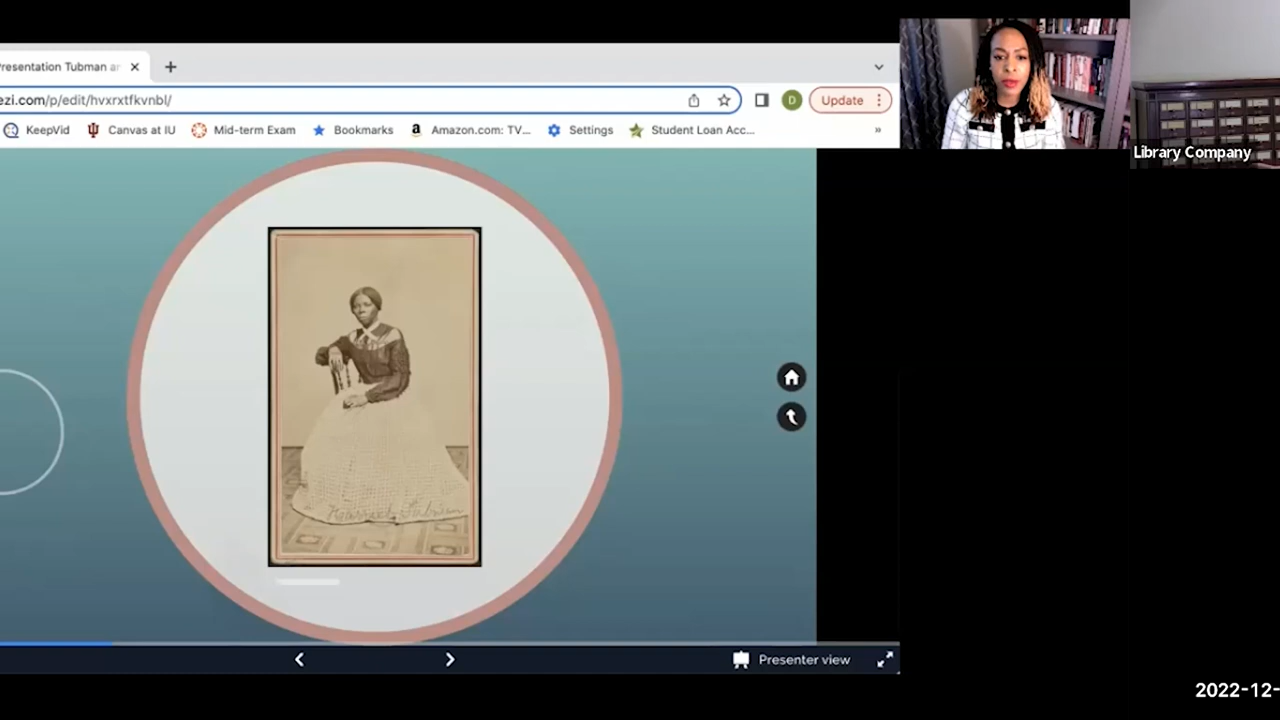 Presentation Tubman ar
ezi.com/p/edit/hvxrxtfkvnbl/
D
Update
KeepVid
Canvas at IU
Mid-term Exam
Bookmarks
Amazon.com: TV...
Settings
Student Loan Acc...
»
Library Company
Harriet Tubman
Presenter view
2022-12-